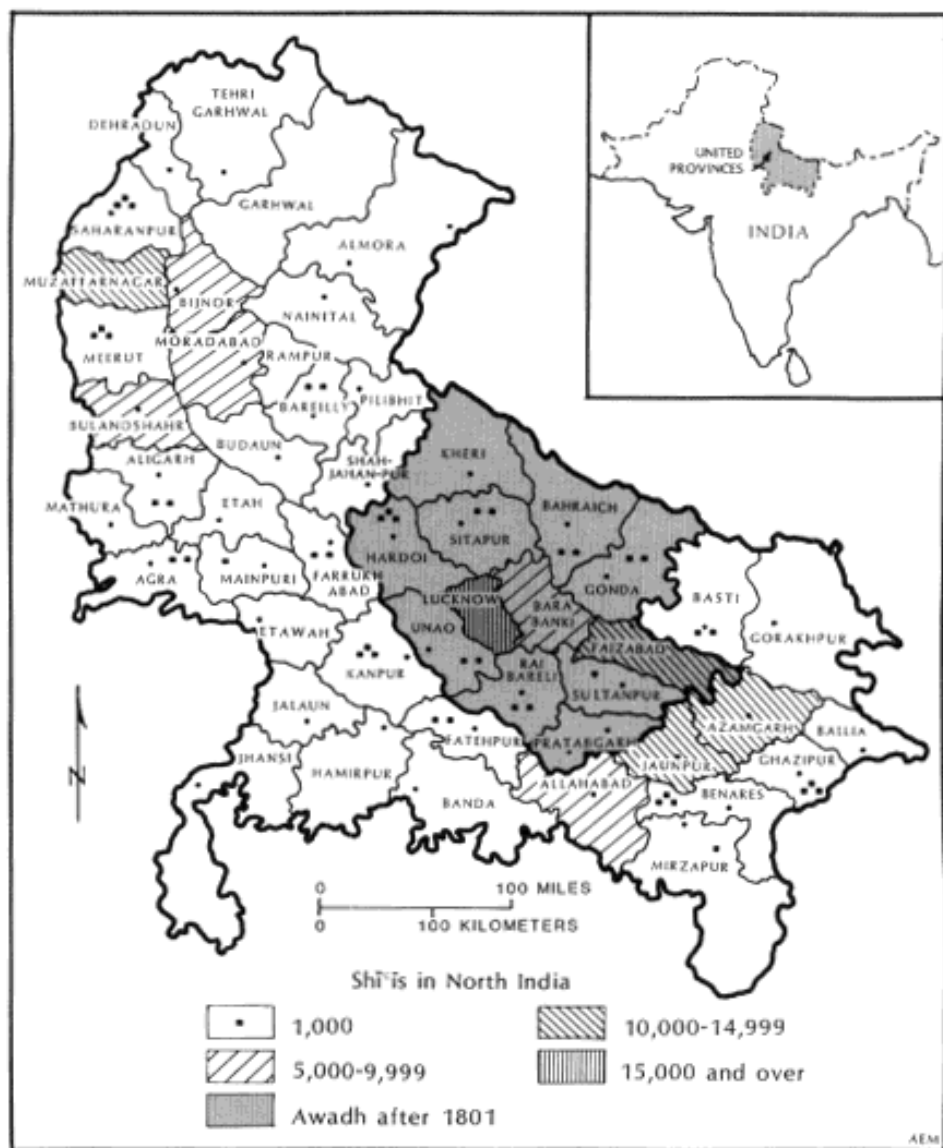 TEHRI
GARHWAL
DEHRADUN
GARHWAL
SAHARANPUR
ALMORA
MUZATTARNAGAR
BIJNOR
NAINITAL
MORADABAD
MEERUT
RAMPUR
BAREILLY
PILIBHIT
BULANDSHAHR
BUDAUN
SHAH-
JAHAN-PUR
KHERI
ALIGARH
MATHURA
ETAH
BAHRAICH
SITAPUR
HARDOI
AGRA
MAINPURI
FARRUKH
ABAD
GONDA
LUCKNOW
BARA
BANKI
BASTI
GORAKHPUR
UNAO
ETAWAH
FAIZABAD
KANPUR
RAI
BARELI
SULTANPUR
JALAUN
AZAMGARH
BALLIA
FATEHPUR
PRATABGARH
JAUNPUR
GHAZIPUR
JHANSI
HAMIRPUR
ALLAHABAD
BENARES
BANDA
MIRZAPUR
UNITED
PROVINCES
INDIA
N
0 100 MILES
0 100 KILOMETERS
Shīʿīs in North India
1,000
10,000-14,999
5,000-9,999
15,000 and over
Awadh after 1801
AEM